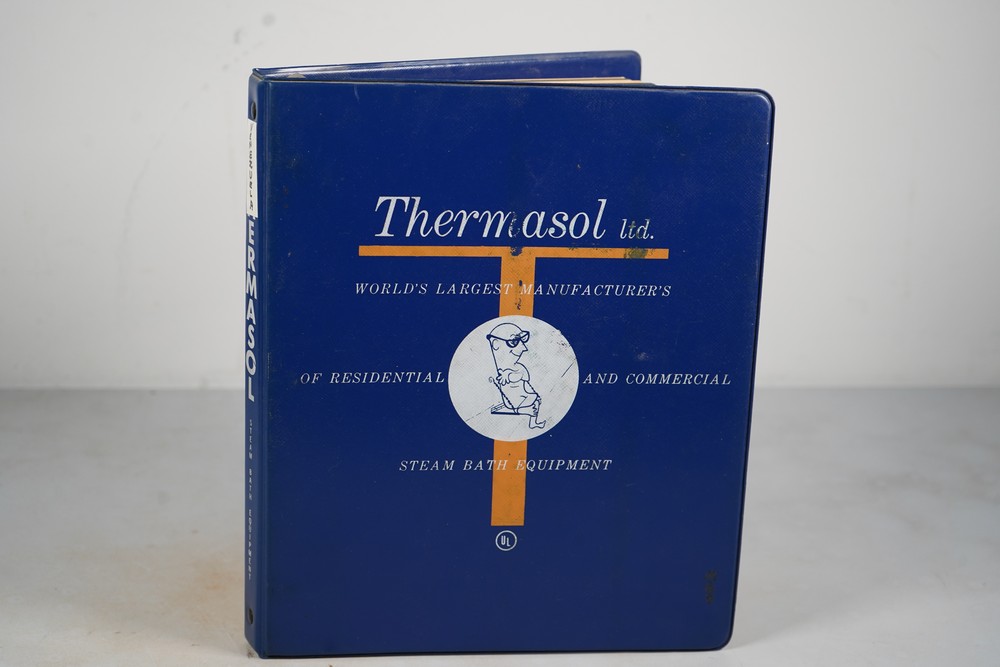 Thermasol ltd.
WORLD'S LARGEST MANUFACTURER'S
OF RESIDENTIAL AND COMMERCIAL
STEAM BATH EQUIPMENT
UL
ERMASOL
STEAM BATH EQUIPMENT